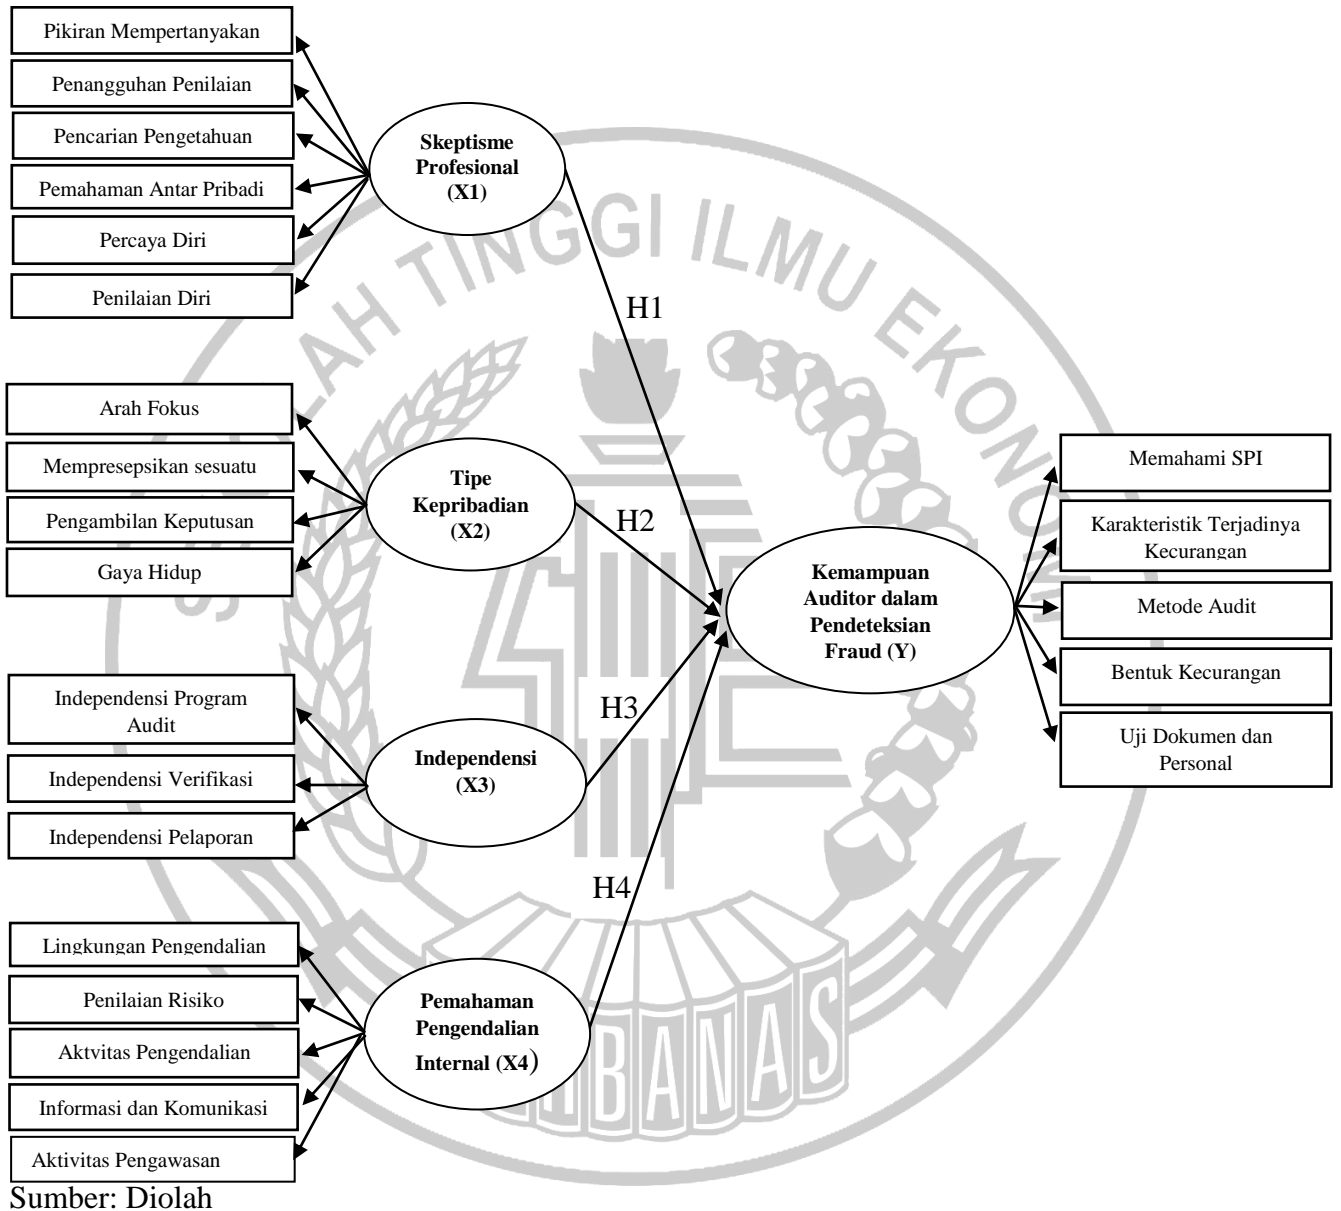 Pikiran Mempertanyakan
Penangguhan Penilaian
Pencarian Pengetahuan
Pemahaman Antar Pribadi
Percaya Diri
Penilaian Diri
Skeptisme
Profesional
(X1)
H1
Arah Fokus
Mempresepsikan sesuatu
Pengambilan Keputusan
Gaya Hidup
Tipe
Kepribadian
(X2)
H2
Independensi Program
Audit
Independensi Verifikasi
Independensi Pelaporan
Independensi
(X3)
H3
Lingkungan Pengendalian
Penilaian Risiko
Aktvitas Pengendalian
Informasi dan Komunikasi
Aktivitas Pengawasan
Pemahaman
Pengendalian
Internal (X4)
H4
Kemampuan
Auditor dalam
Pendeteksian
Fraud (Y)
Memahami SPI
Karakteristik Terjadinya
Kecurangan
Metode Audit
Bentuk Kecurangan
Uji Dokumen dan
Personal
TINGGI ILMU
BANAS
Sumber: Diolah